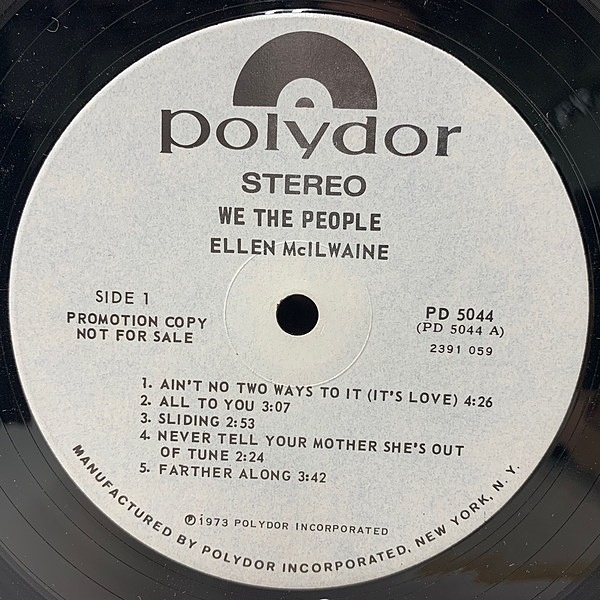 polydor
STEREO
WE THE PEOPLE
ELLEN McILWAINE
SIDE 1
PROMOTION COPY
NOT FOR SALE
PD 5044
(PD 5044 A)
2391 059
1. AIN'T NO TWO WAYS TO IT (IT'S LOVE) 4:26
2. ALL TO YOU 3:07
3. SLIDING 2:53
4. NEVER TELL YOUR MOTHER SHE'S OUT
OF TUNE 2:24
5. FARTHER ALONG 3:42
℗1973 POLYDOR INCORPORATED
MANUFACTURED BY POLYDOR INCORPORATED, NEW YORK, N. Y.